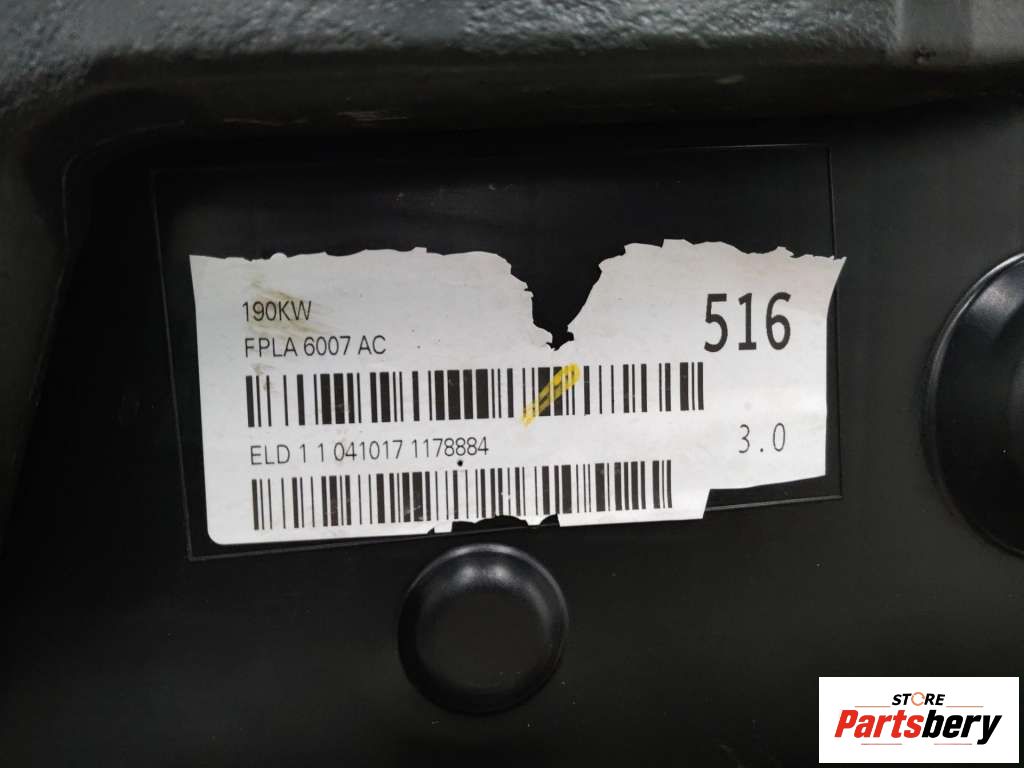 190KW
FPLA 6007 AC
516
ELD 1 1 041017 1178884
3.0
STORE
Partsbery